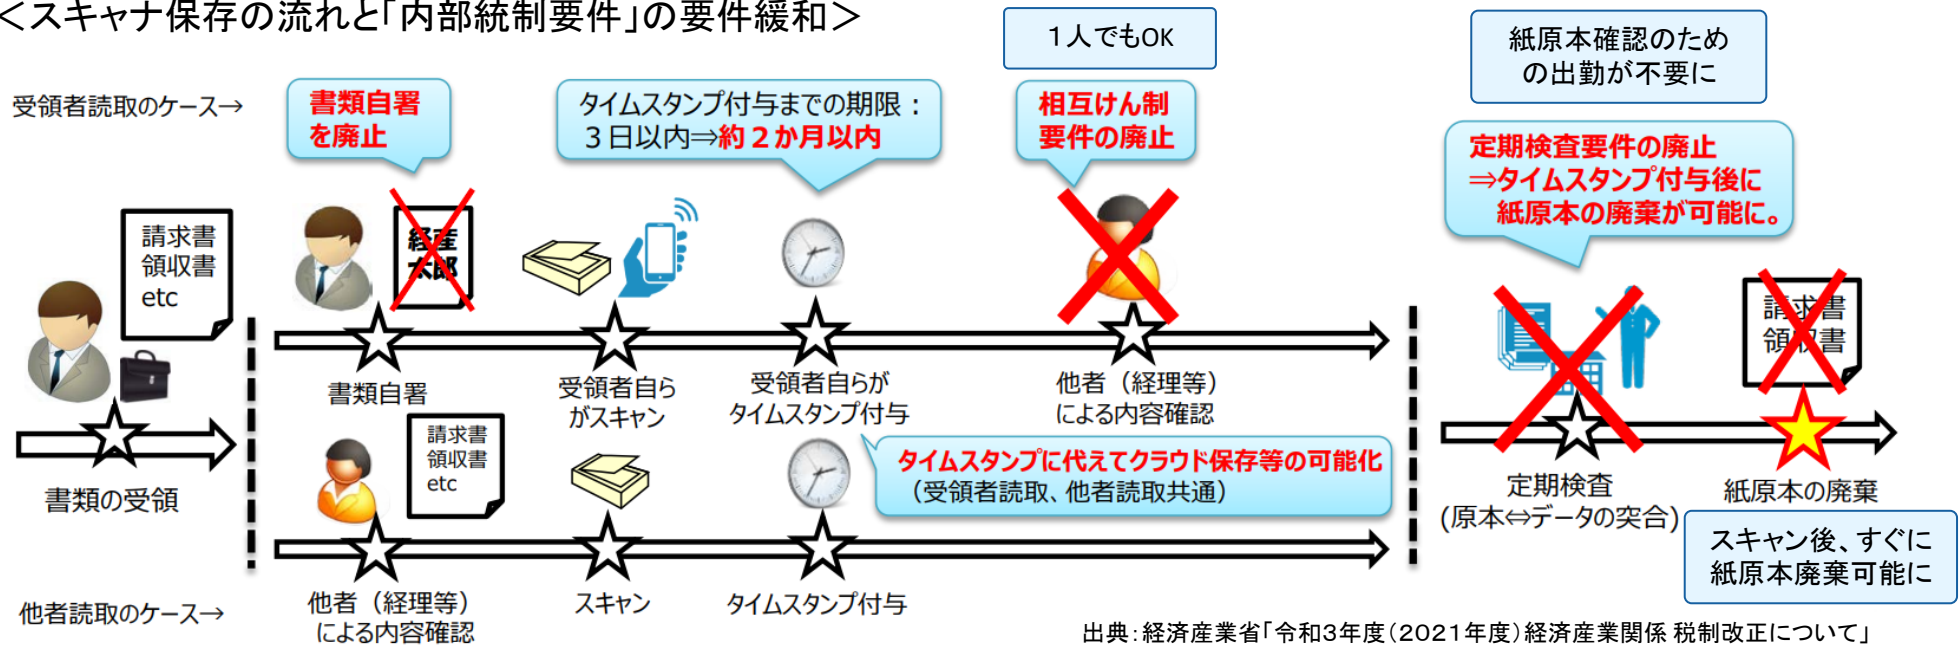 ＜スキャナ保存の流れと「内部統制要件」の要件緩和＞
1人でもOK
紙原本確認のため
の出勤が不要に
受領者読取のケース→
書類自署
を廃止
タイムスタンプ付与までの期限：
３日以内⇒約２か月以内
相互けん制
要件の廃止
定期検査要件の廃止
⇒タイムスタンプ付与後に
紙原本の廃棄が可能に。
請求書
領収書
etc
経産
太郎
請求書
領収書
書類自署
受領者自ら
がスキャン
受領者自らが
タイムスタンプ付与
他者（経理等）
による内容確認
書類の受領
請求書
領収書
etc
タイムスタンプに代えてクラウド保存等の可能化
（受領者読取、他者読取共通）
定期検査
(原本⇔データの突合)
紙原本の廃棄
スキャン後、すぐに
紙原本廃棄可能に
他者読取のケース→
他者（経理等）
による内容確認
スキャン
タイムスタンプ付与
出典：経済産業省「令和3年度（2021年度）経済産業関係 税制改正について」